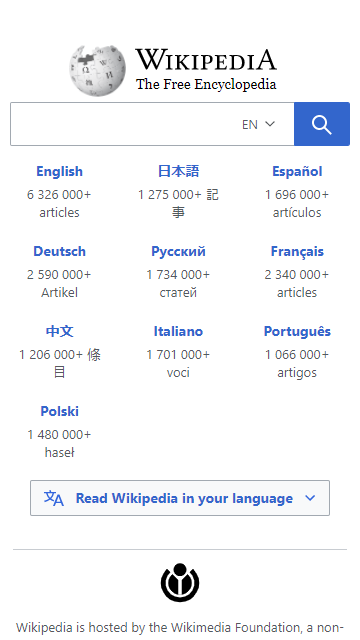 WIKIPEDIA
The Free Encyclopedia
EN
English
6 326 000+
articles
日本語
1 275 000+ 記
事
Español
1 696 000+
artículos
Deutsch
2 590 000+
Artikel
Русский
1 734 000+
статей
Français
2 340 000+
articles
中文
1 206 000+ 條
目
Italiano
1 701 000+
voci
Português
1 066 000+
artigos
Polski
1 480 000+
haseł
Read Wikipedia in your language
Wikipedia is hosted by the Wikimedia Foundation, a non-